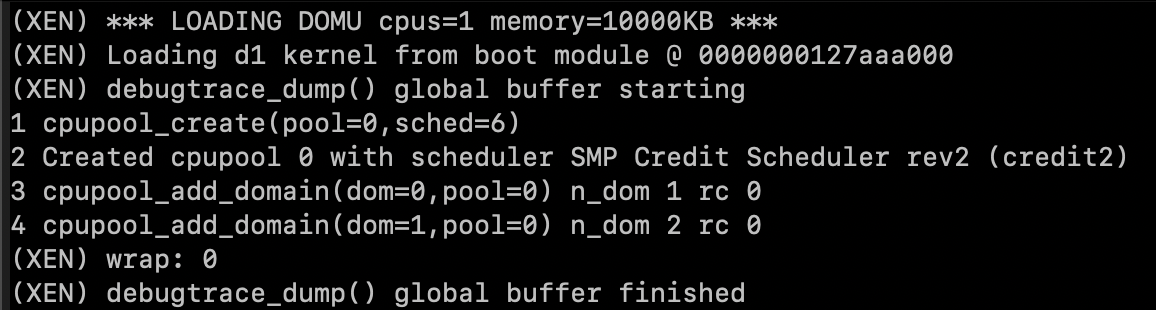 (XEN) *** LOADING DOMU cpus=1 memory=10000KB ***
(XEN) Loading d1 kernel from boot module @ 0000000127aaa000
(XEN) debugtrace_dump() global buffer starting
1 cpupool_create(pool=0,sched=6)
2 Created cpupool 0 with scheduler SMP Credit Scheduler rev2 (credit2)
3 cpupool_add_domain(dom=0,pool=0) n_dom 1 rc 0
4 cpupool_add_domain(dom=1,pool=0) n_dom 2 rc 0
(XEN) wrap: 0
(XEN) debugtrace_dump() global buffer finished